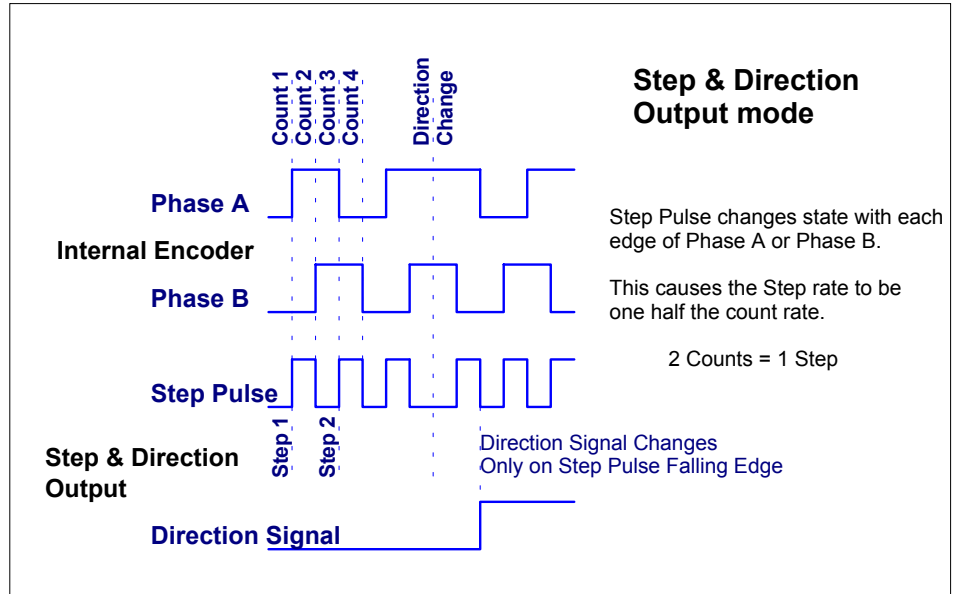 Count 1
Count 2
Count 3
Count 4
Direction
Change
Step & Direction
Output mode
Phase A
Internal Encoder
Phase B
Step Pulse changes state with each
edge of Phase A or Phase B.
This causes the Step rate to be
one half the count rate.
2 Counts = 1 Step
Step Pulse
Step 1
Step 2
Step & Direction
Output
Direction Signal Changes
Only on Step Pulse Falling Edge
Direction Signal